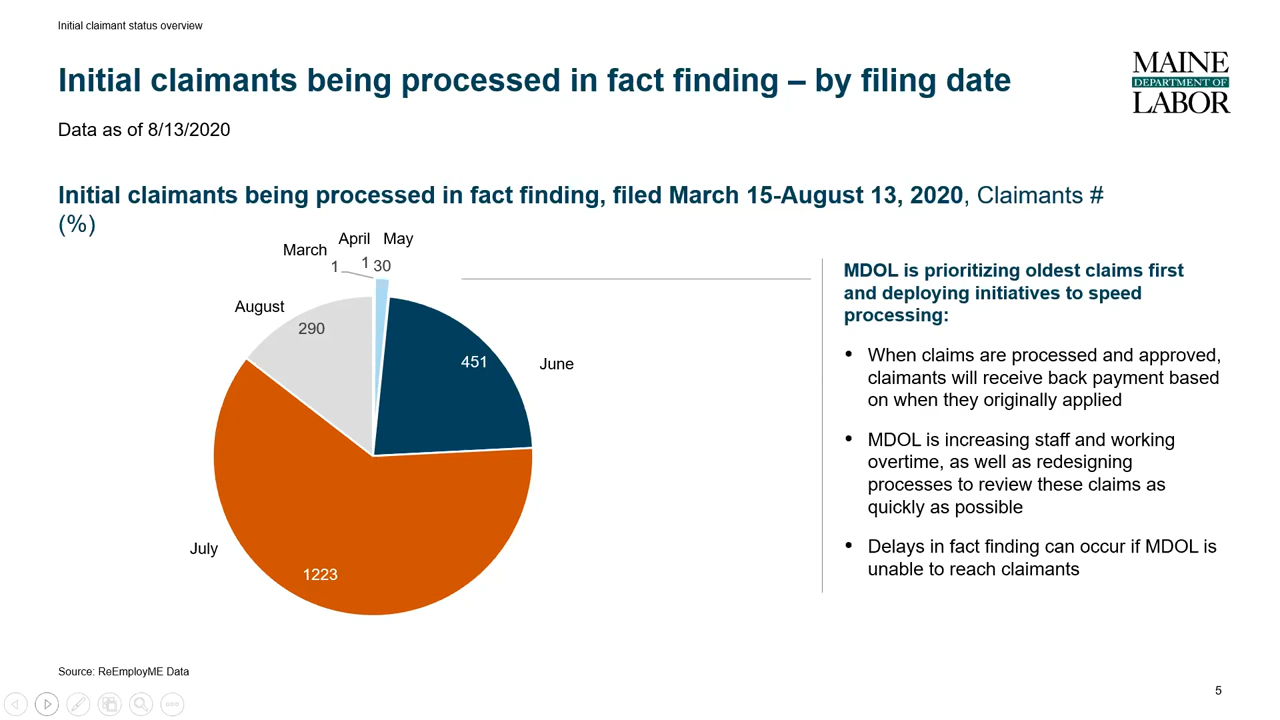 Initial claimant status overview
Initial claimants being processed in fact finding – by filing date
MAINE
DEPARTMENT OF
LABOR
Data as of 8/13/2020
Initial claimants being processed in fact finding, filed March 15-August 13, 2020, Claimants #
(%)
March
April
May
1
1
30
August
290
451
June
July
1223
MDOL is prioritizing oldest claims first
and deploying initiatives to speed
processing:
• When claims are processed and approved,
claimants will receive back payment based
on when they originally applied
• MDOL is increasing staff and working
overtime, as well as redesigning
processes to review these claims as
quickly as possible
• Delays in fact finding can occur if MDOL is
unable to reach claimants
Source: ReEmployME Data
5